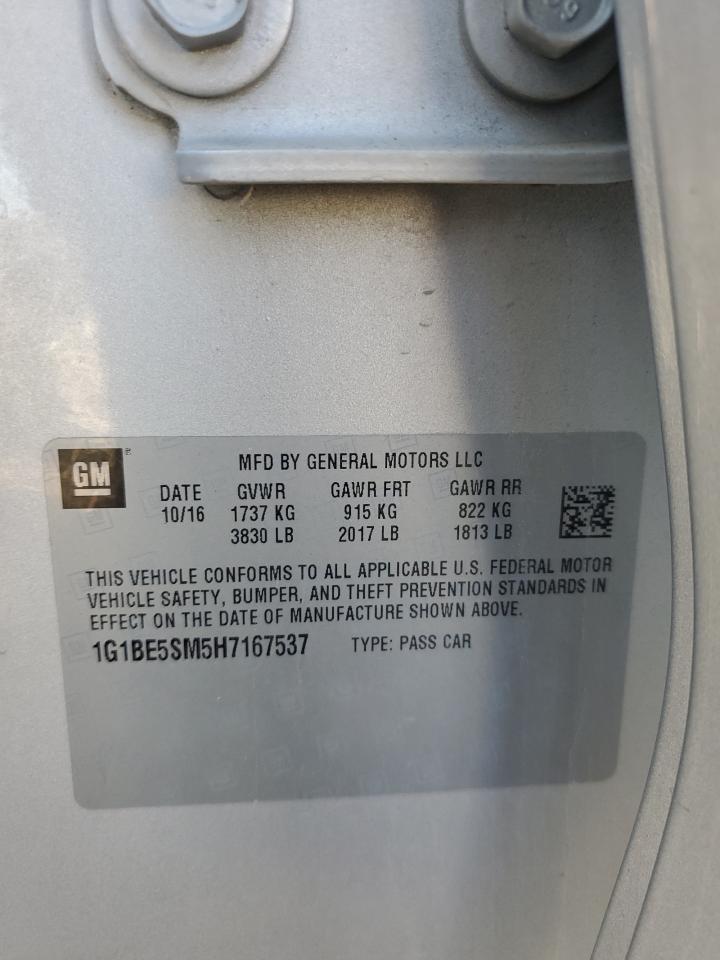 GM
MFD BY GENERAL MOTORS LLC
DATE GVWR GAWR FRT GAWR RR
10/16 1737 KG 915 KG 822 KG
3830 LB 2017 LB 1813 LB
THIS VEHICLE CONFORMS TO ALL APPLICABLE U.S. FEDERAL MOTOR
VEHICLE SAFETY, BUMPER, AND THEFT PREVENTION STANDARDS IN
EFFECT ON THE DATE OF MANUFACTURE SHOWN ABOVE.
1G1BE5SM5H7167537 TYPE: PASS CAR